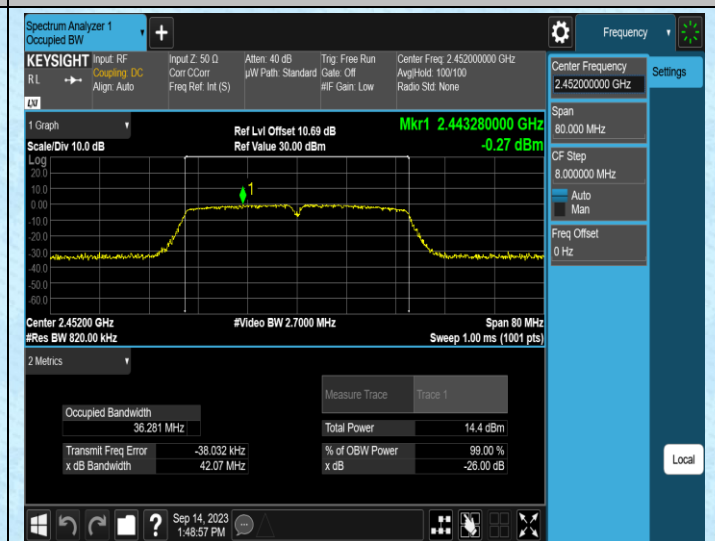 Spectrum Analyzer 1
Occupied BW
+
Frequency
KEYSIGHT
RL
LXI
Input: RF
Coupling: DC
Align: Auto
Input Z: 50 Ω
Corr CCorr
Freq Ref: Int (S)
Atten: 40 dB
µW Path: Standard
Trig: Free Run
Gate: Off
#IF Gain: Low
Center Freq: 2.452000000 GHz
Avg|Hold: 100/100
Radio Std: None
Center Frequency
2.452000000 GHz
Settings
Span
80.000 MHz
CF Step
8.000000 MHz
Auto
Man
Freq Offset
0 Hz
1 Graph
Scale/Div 10.0 dB
Ref Lvl Offset 10.69 dB
Ref Value 30.00 dBm
Mkr1 2.443280000 GHz
-0.27 dBm
Log
20.0
10.0
0.00
-10.0
-20.0
-30.0
-40.0
-50.0
-60.0
1
Center 2.45200 GHz
#Res BW 820.00 kHz
#Video BW 2.7000 MHz
Span 80 MHz
Sweep 1.00 ms (1001 pts)
2 Metrics
Measure Trace Trace 1
Occupied Bandwidth
36.281 MHz
Total Power 14.4 dBm
Transmit Freq Error -38.032 kHz
% of OBW Power 99.00 %
x dB Bandwidth 42.07 MHz
x dB -26.00 dB
Local
?
Sep 14, 2023
1:48:57 PM